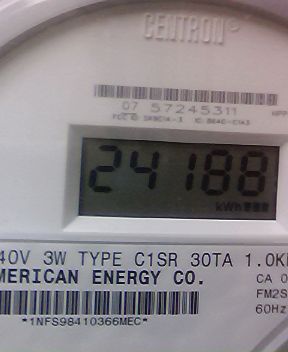 CENTRON®
07 57245311
24188
kWh
40V 3W TYPE C1SR 30TA 1.0K
MERICAN ENERGY CO.
CA 0
FM2S
60Hz
*1NFS98410366MEC*